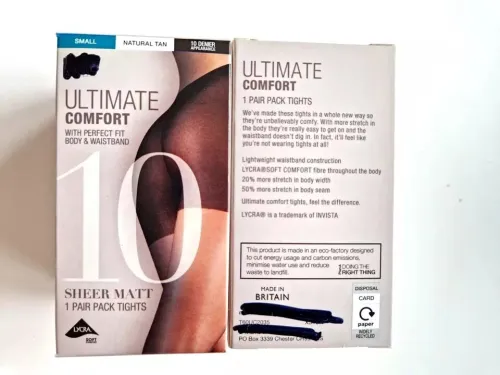 SMALL
NATURAL TAN
10 DENIER
APPEARANCE
ULTIMATE
COMFORT
WITH PERFECT FIT
BODY & WAISTBAND
10
SHEER MATT
1 PAIR PACK TIGHTS
LYCRA
SOFT
ULTIMATE
COMFORT
1 PAIR PACK TIGHTS
We've made these tights in a whole new way so
they're unbelievably comfy. With more stretch in
the body they're really easy to get on and the
waistband doesn't dig in. In fact, it'll feel like
you're not wearing tights at all!
Lightweight waistband construction
LYCRA®SOFT COMFORT fibre throughout the body
20% more stretch in body width
50% more stretch in body seam
Ultimate comfort tights, feel the difference.
LYCRA® is a trademark of INVISTA
This product is made in an eco-factory designed
to cut energy usage and carbon emissions,
minimise water use and reduce
waste to landfill.
DOING THE
RIGHT THING
MADE IN
BRITAIN
PO Box 3339 Chester
DISPOSAL
CARD
paper
WIDELY
RECYCLED